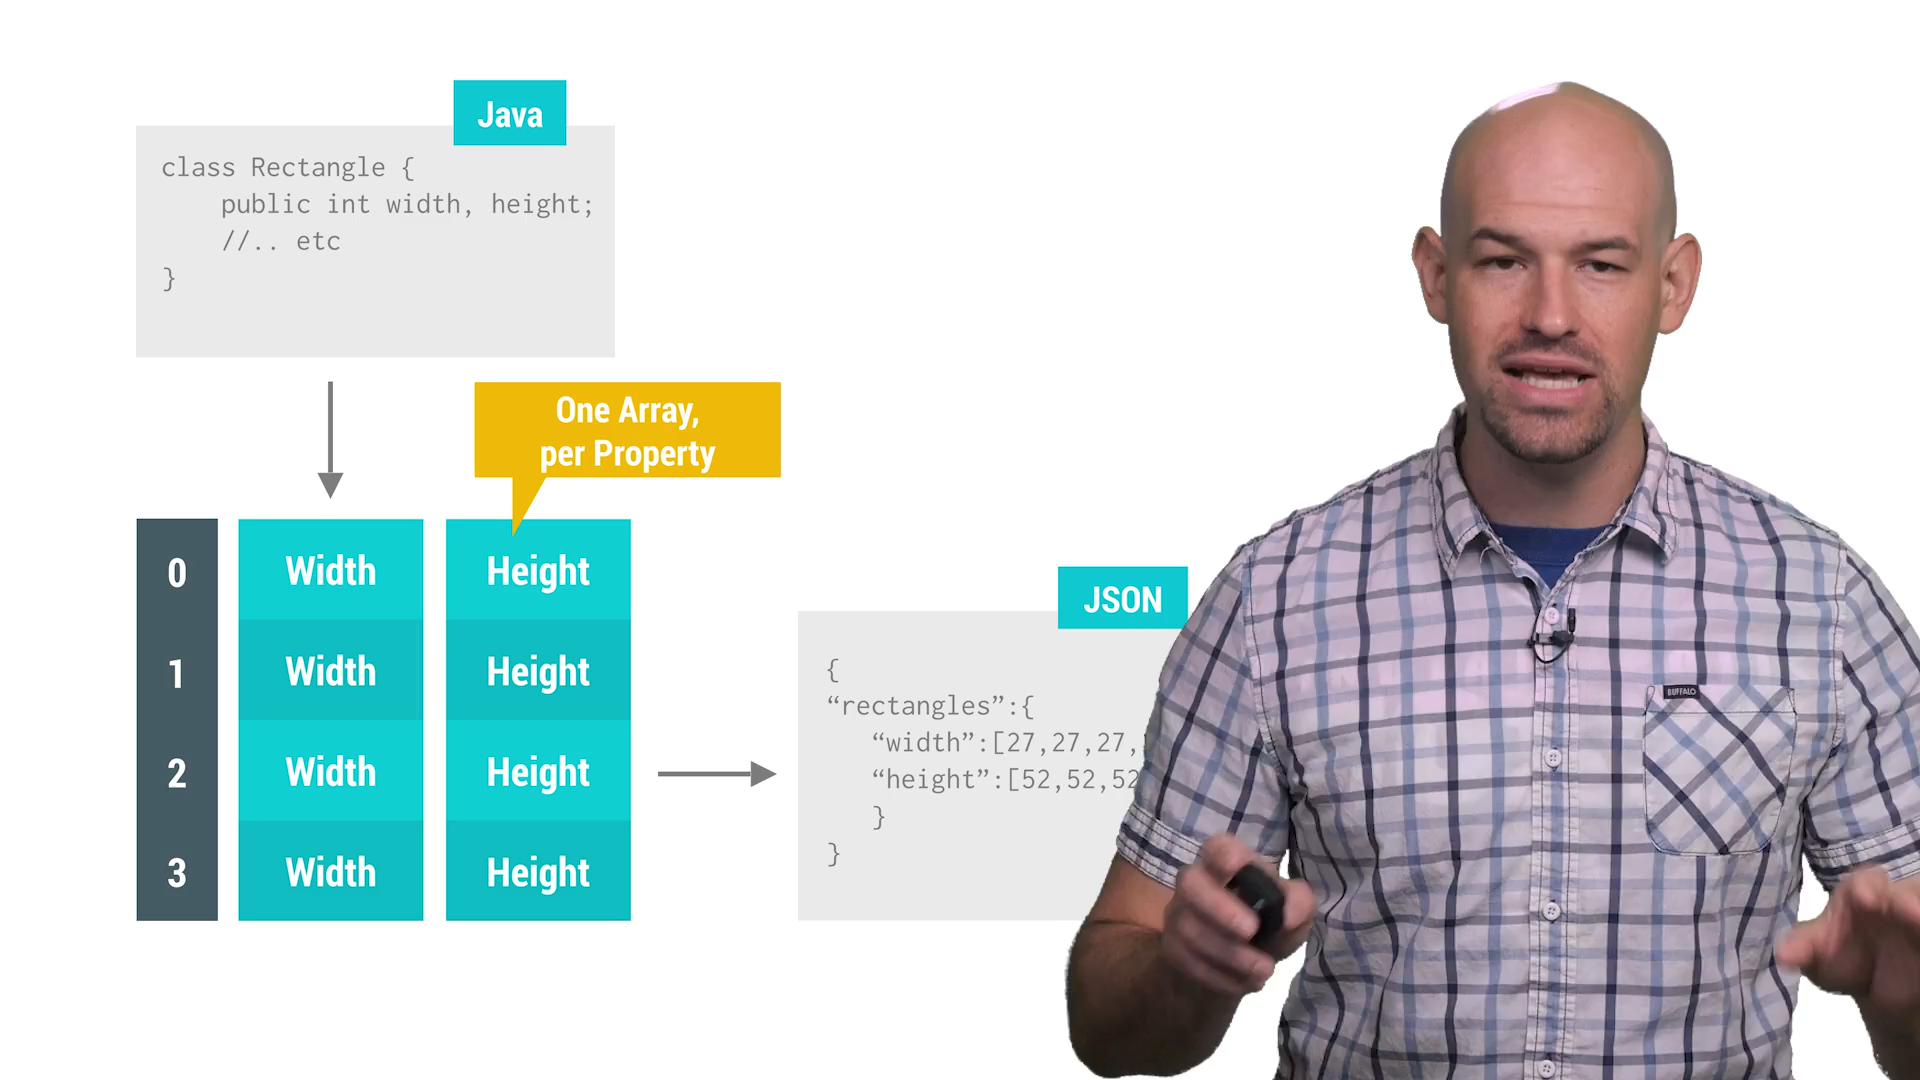 Java
class Rectangle {
public int width, height;
//.. etc
}
One Array,
per Property
0 Width Height
1 Width Height
2 Width Height
3 Width Height
JSON
{
“rectangles”:{
“width”:[27,27,27,
“height”:[52,52,52
}
}
BUFFALO